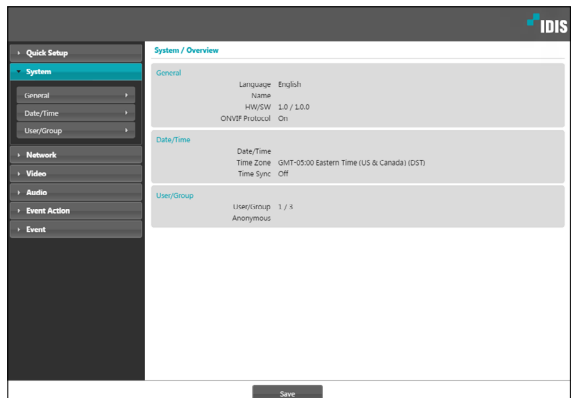 IDIS
Quick Setup
System
General
Date/Time
User/Group
Network
Video
Audio
Event Action
Event
System / Overview
General
Language English
Name
HW/SW 1.0 / 1.0.0
ONVIF Protocol On
Date/Time
Date/Time
Time Zone GMT-05:00 Eastern Time (US & Canada) (DST)
Time Sync Off
User/Group
User/Group 1 / 3
Anonymous
Save